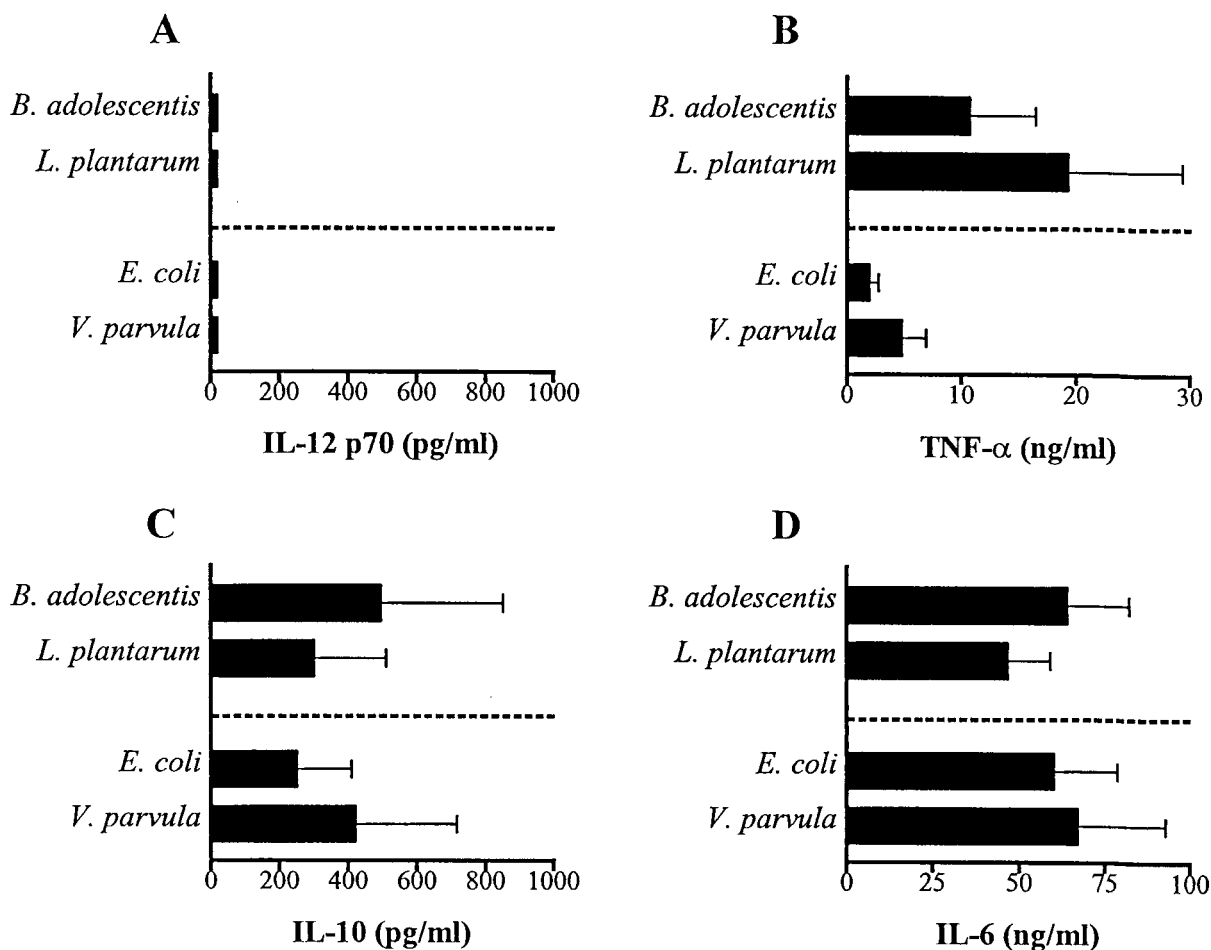 A
B. adolescentis
L. plantarum
E. coli
V. parvula
0 200 400 600 800 1000
IL-12 p70 (pg/ml)
B
B. adolescentis
L. plantarum
E. coli
V. parvula
0 10 20 30
TNF-α (ng/ml)
C
B. adolescentis
L. plantarum
E. coli
V. parvula
0 200 400 600 800 1000
IL-10 (pg/ml)
D
B. adolescentis
L. plantarum
E. coli
V. parvula
0 25 50 75 100
IL-6 (ng/ml)